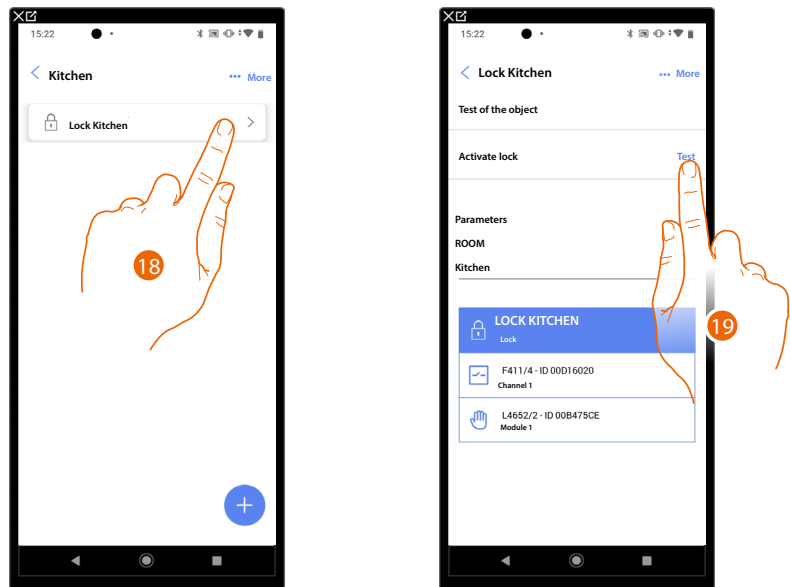 15:22
Kitchen
More
Lock Kitchen
18
15:22
Lock Kitchen
More
Test of the object
Activate lock
Test
Parameters
ROOM
Kitchen
19
LOCK KITCHEN
Lock
F411/4 - ID 00D16020
Channel 1
L4652/2 - ID 00B475CE
Module 1